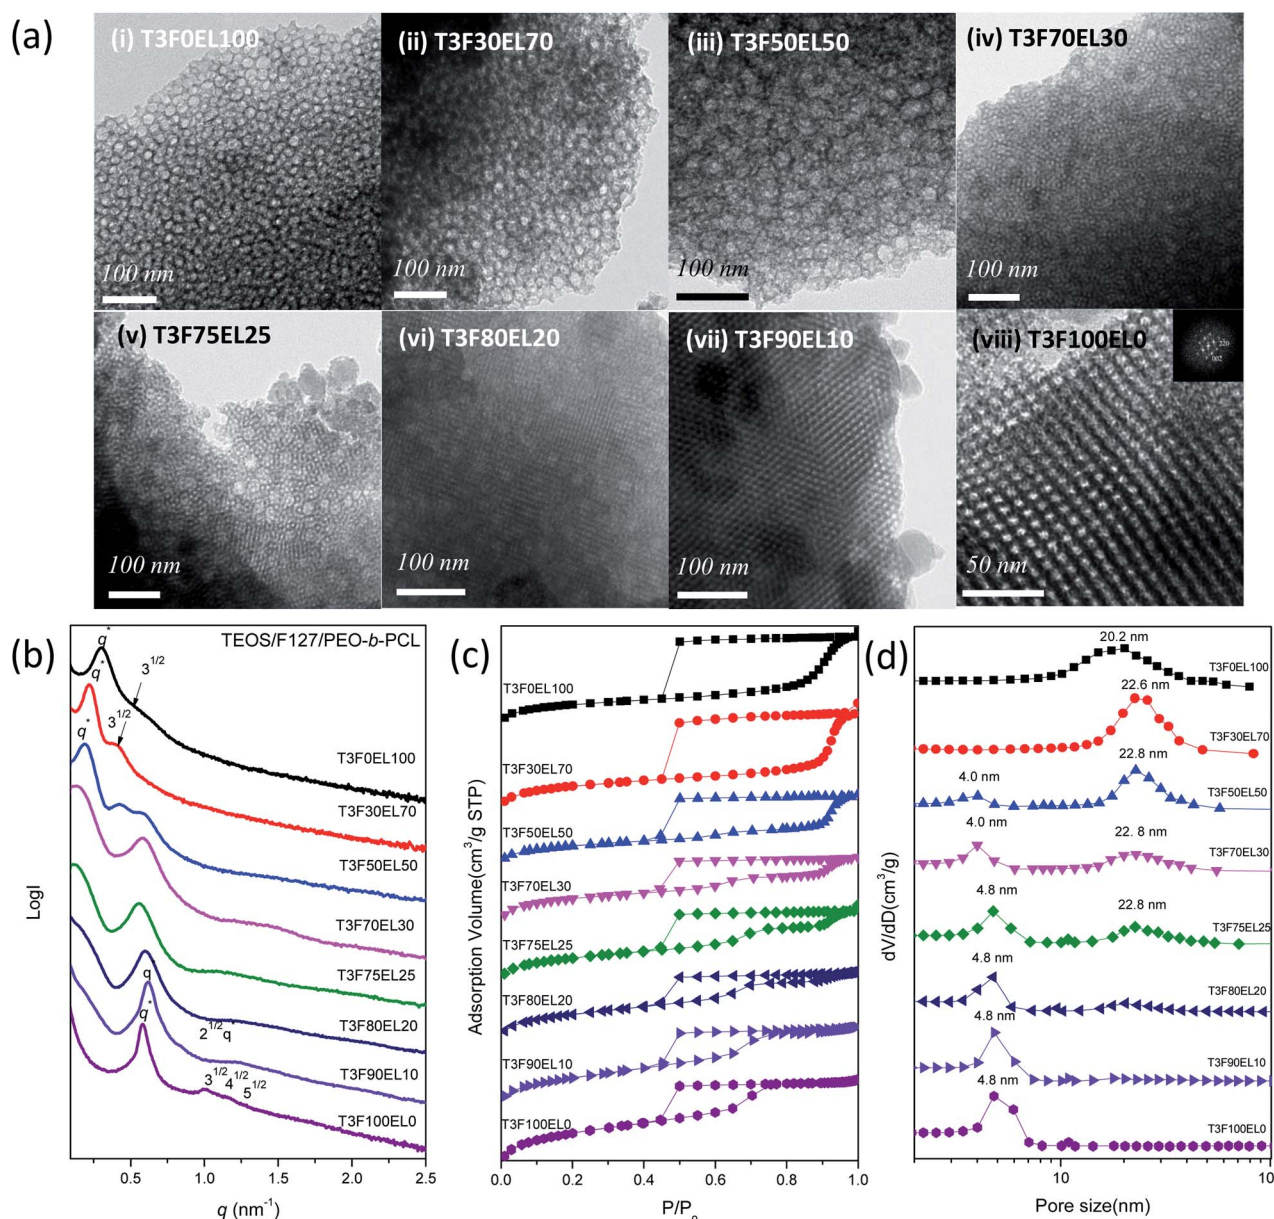 (a)
(i) T3F0EL100
(ii) T3F30EL70
(iii) T3F50EL50
(iv) T3F70EL30
100 nm
100 nm
100 nm
100 nm
(v) T3F75EL25
(vi) T3F80EL20
(vii) T3F90EL10
(viii) T3F100EL0
220
002
100 nm
100 nm
100 nm
50 nm
(b)
TEOS/F127/PEO-b-PCL
q*
q*
q*
3^1/2
3^1/2
T3F0EL100
T3F30EL70
T3F50EL50
T3F70EL30
T3F75EL25
T3F80EL20
T3F90EL10
T3F100EL0
q
q*
2^1/2 q
3^1/2
4^1/2
5^1/2
LogI
0.5 1.0 1.5 2.0 2.5
q (nm⁻¹)
(c)
T3F0EL100
T3F30EL70
T3F50EL50
T3F70EL30
T3F75EL25
T3F80EL20
T3F90EL10
T3F100EL0
Adsorption Volume(cm³/g STP)
0.0 0.2 0.4 0.6 0.8 1.0
P/P₀
(d)
20.2 nm
T3F0EL100
22.6 nm
T3F30EL70
22.8 nm
4.0 nm
T3F50EL50
4.0 nm
22. 8 nm
T3F70EL30
4.8 nm
22.8 nm
T3F75EL25
4.8 nm
T3F80EL20
4.8 nm
T3F90EL10
4.8 nm
T3F100EL0
dV/dD(cm³/g)
10
Pore size(nm)